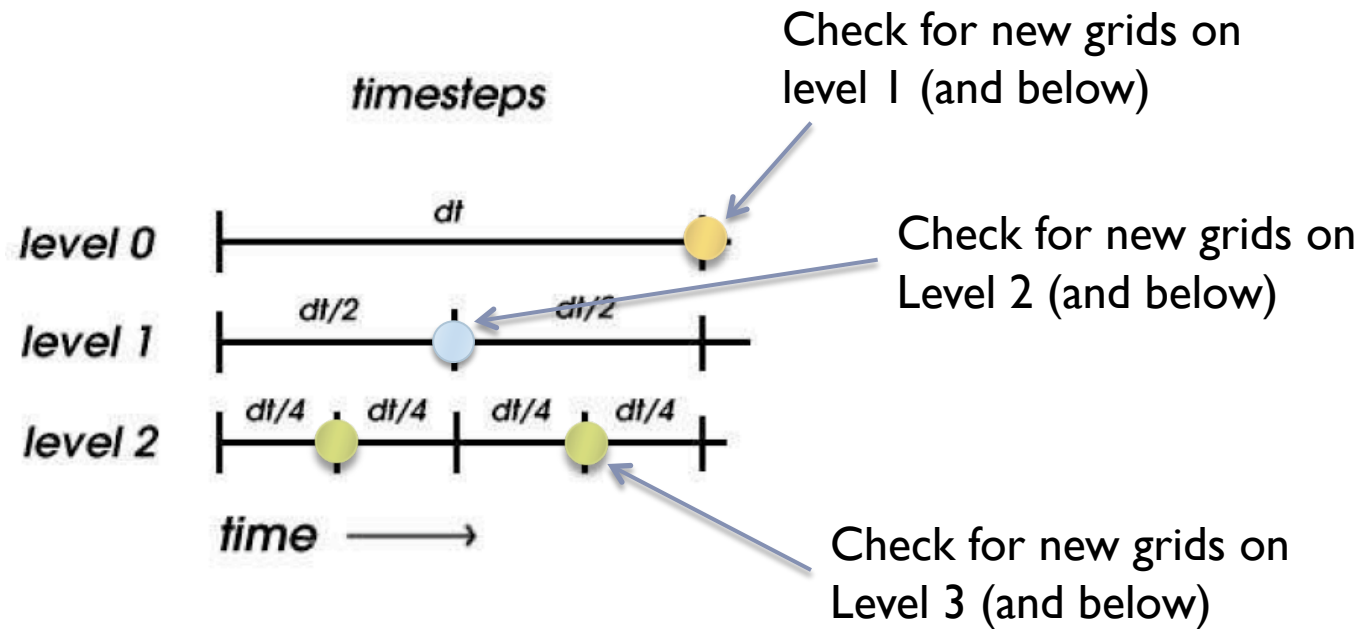 Check for new grids on
level 1 (and below)
timesteps
level 0
dt
Check for new grids on
Level 2 (and below)
level 1
dt/2
dt/2
level 2
dt/4
dt/4
dt/4
dt/4
time
Check for new grids on
Level 3 (and below)